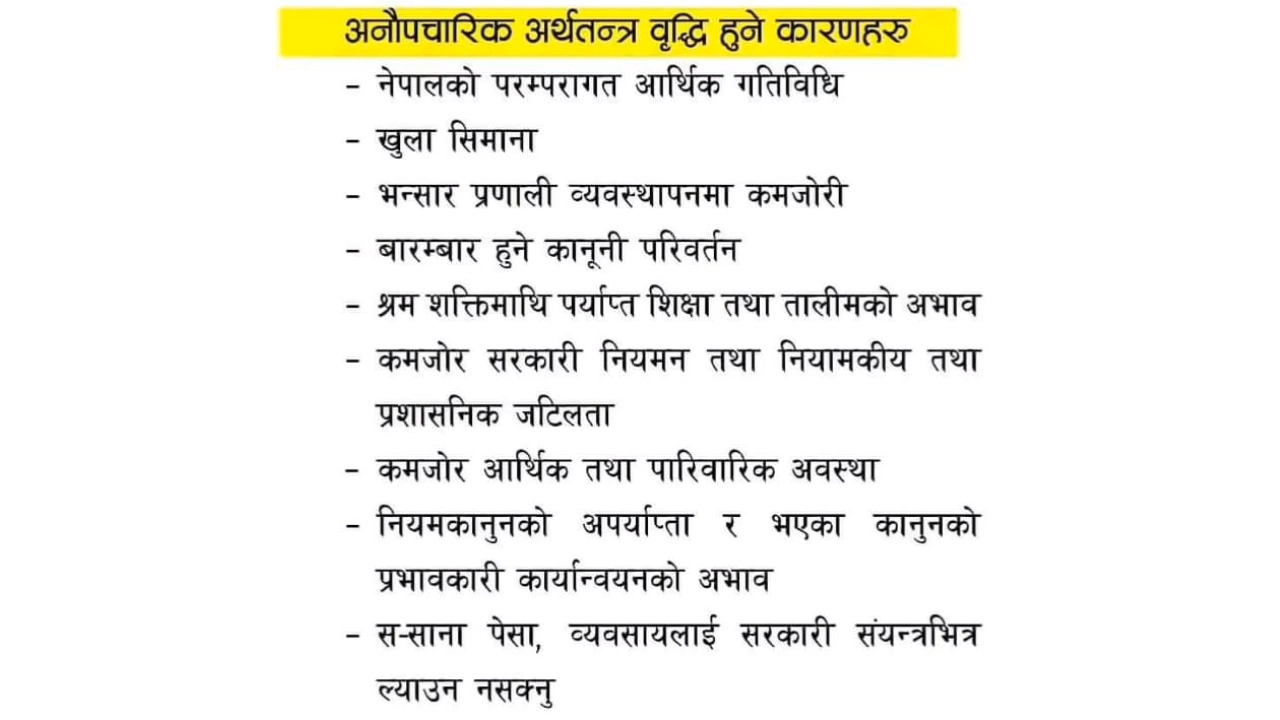 अनौपचारिक अर्थतन्त्र वृद्धि हुने कारणहरु
- नेपालको परम्परागत आर्थिक गतिविधि
- खुला सिमाना
- भन्सार प्रणाली व्यवस्थापनमा कमजोरी
- बारम्बार हुने कानूनी परिवर्तन
- श्रम शक्तिमाथि पर्याप्त शिक्षा तथा तालीमको अभाव
- कमजोर सरकारी नियमन तथा नियामकीय तथा
प्रशासनिक जटिलता
- कमजोर आर्थिक तथा पारिवारिक अवस्था
- नियमकानुनको अपर्याप्ता र भएका कानुनको
प्रभावकारी कार्यान्वयनको अभाव
- स-साना पेसा, व्यवसायलाई सरकारी संयन्त्रभित्र
ल्याउन नसक्नु